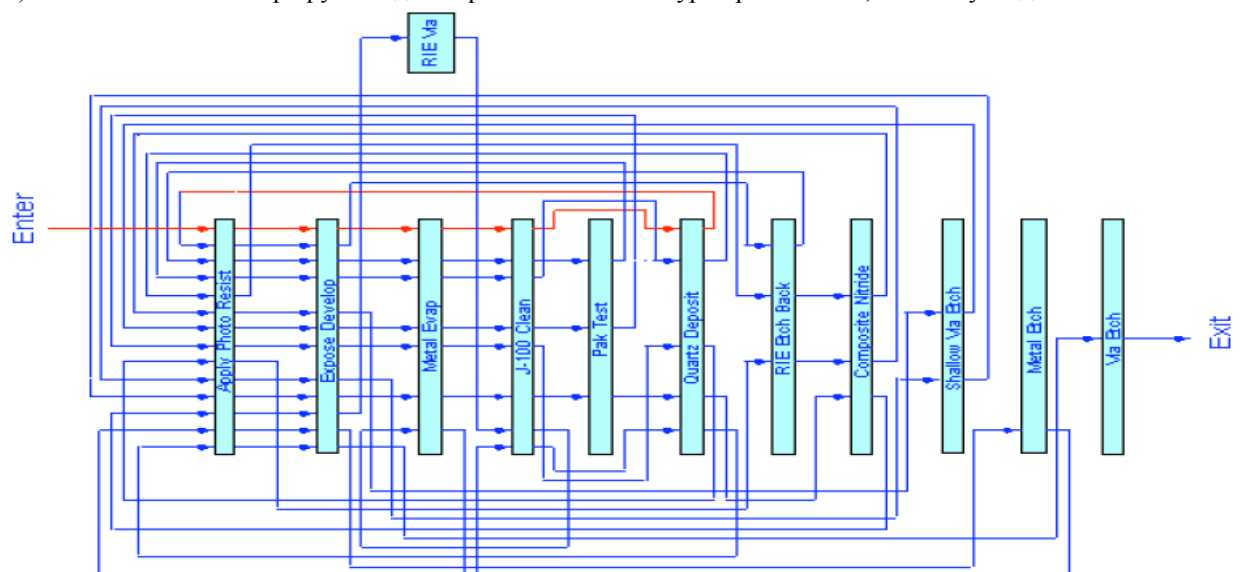 RIE Via
Enter
Apply Photo Resist
Expose Develop
Metal Evap
J-100 Clean
Pak Test
Quartz Deposit
RIE Etch Back
Composite Nitride
Shallow Via Etch
Metal Etch
Via Etch
Exit